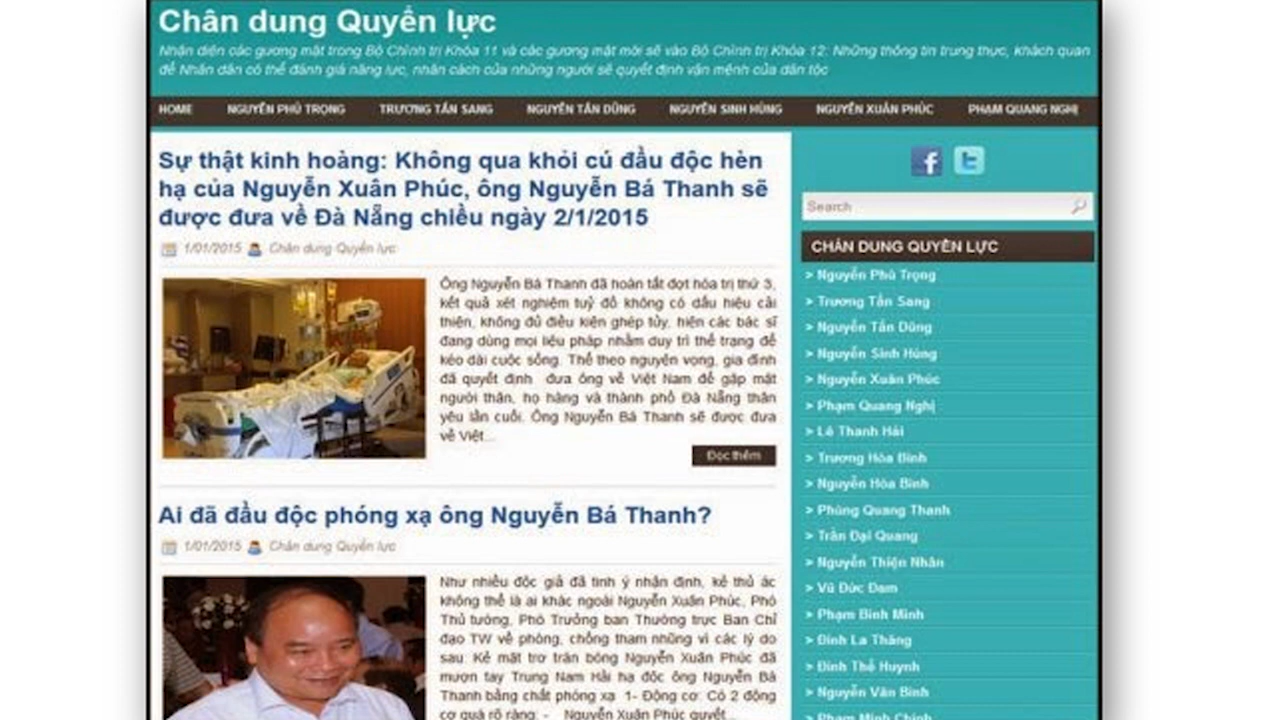 Chân dung Quyền lực
Nhận diện các gương mặt trong Bộ Chính trị Khóa 11 và các gương mặt mới sẽ vào Bộ Chính trị Khóa 12: Những thông tin trung thực, khách quan
để Nhân dân có thể đánh giá năng lực, nhân cách của những người sẽ quyết định vận mệnh của dân tộc
HOME NGUYỄN PHÚ TRỌNG TRƯƠNG TẤN SANG NGUYỄN TẤN DŨNG NGUYỄN SINH HÙNG NGUYỄN XUÂN PHÚC PHẠM QUANG NGHỊ
Sự thật kinh hoàng: Không qua khỏi cú đầu độc hèn
hạ của Nguyễn Xuân Phúc, ông Nguyễn Bá Thanh sẽ
được đưa về Đà Nẵng chiều ngày 2/1/2015
1/01/2015 Chân dung Quyền lực
Ông Nguyễn Bá Thanh đã hoàn tất đợt hóa trị thứ 3,
kết quả xét nghiệm tuỷ đồ không có dấu hiệu cải
thiện, không đủ điều kiện ghép tủy, hiện các bác sĩ
đang dùng mọi liệu pháp nhằm duy trì thể trạng để
kéo dài cuộc sống. Thể theo nguyện vọng, gia đình
đã quyết định đưa ông về Việt Nam để gặp mặt
người thân, họ hàng và thành phố Đà Nẵng thân
yêu lần cuối. Ông Nguyễn Bá Thanh sẽ được đưa
về Việt...
Đọc thêm
Ai đã đầu độc phóng xạ ông Nguyễn Bá Thanh?
1/01/2015 Chân dung Quyền lực
Như nhiều độc giả đã tinh ý nhận định, kẻ thủ ác
không thể là ai khác ngoài Nguyễn Xuân Phúc, Phó
Thủ tướng, Phó Trưởng ban Thường trực Ban Chỉ
đạo TW về phòng, chống tham nhũng vì các lý do
sau: Kẻ mặt trơ trán bóng Nguyễn Xuân Phúc đã
mượn tay Trung Nam Hải hạ độc ông Nguyễn Bá
Thanh bằng chất phóng xạ 1- Động cơ: Có 2 động
cơ quá rõ ràng: - Nguyễn Xuân Phúc quyết...
Search
CHÂN DUNG QUYỀN LỰC
> Nguyễn Phú Trọng
> Trương Tấn Sang
> Nguyễn Tấn Dũng
> Nguyễn Sinh Hùng
> Nguyễn Xuân Phúc
> Phạm Quang Nghị
> Lê Thanh Hải
> Trương Hòa Bình
> Nguyễn Hòa Bình
> Phùng Quang Thanh
> Trần Đại Quang
> Nguyễn Thiện Nhân
> Vũ Đức Đam
> Phạm Bình Minh
> Đinh La Thăng
> Đinh Thế Huynh
> Nguyễn Văn Bình
> Phạm Minh Chính